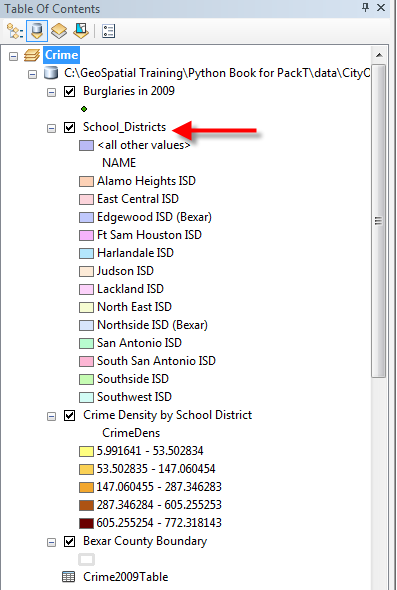 Table Of Contents
Crime
C:\GeoSpatial Training\Python Book for PackT\data\CityO
Burglaries in 2009
School_Districts
<all other values>
NAME
Alamo Heights ISD
East Central ISD
Edgewood ISD (Bexar)
Ft Sam Houston ISD
Harlandale ISD
Judson ISD
Lackland ISD
North East ISD
Northside ISD (Bexar)
San Antonio ISD
South San Antonio ISD
Southside ISD
Southwest ISD
Crime Density by School District
CrimeDens
5.991641 - 53.502834
53.502835 - 147.060454
147.060455 - 287.346283
287.346284 - 605.255253
605.255254 - 772.318143
Bexar County Boundary
Crime2009Table